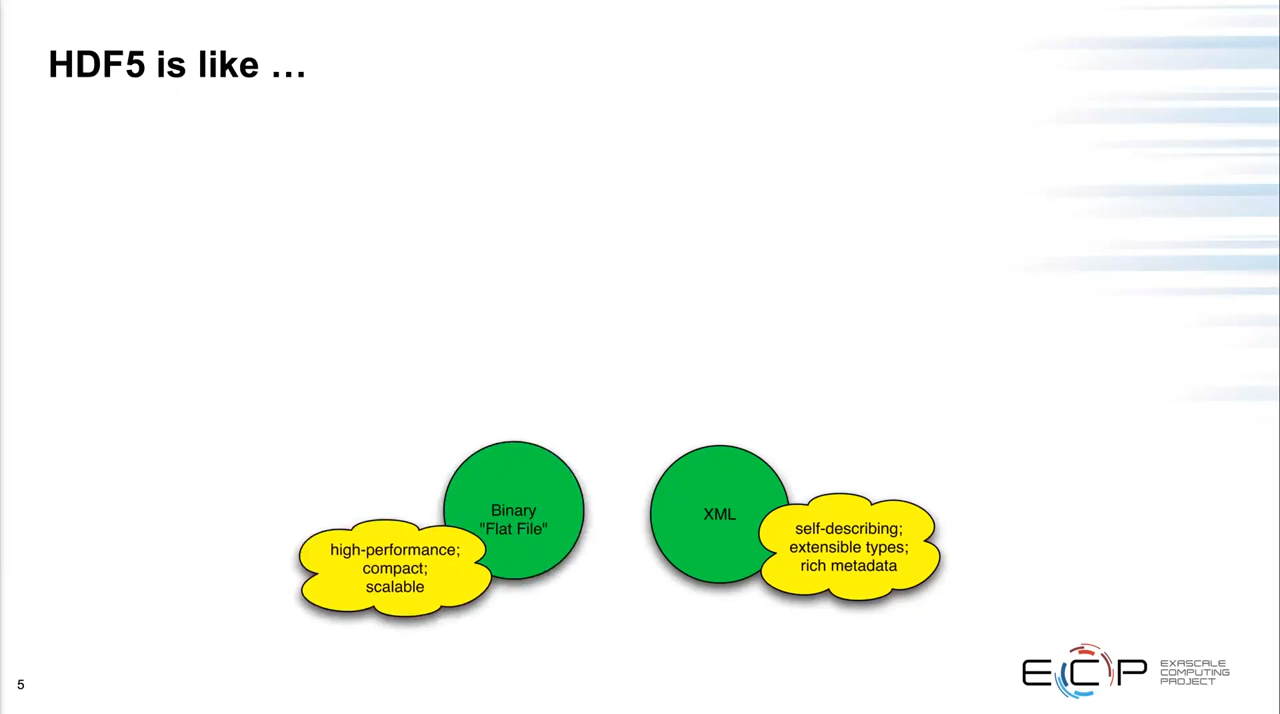 HDF5 is like …
Binary
"Flat File"
high-performance;
compact;
scalable
XML
self-describing;
extensible types;
rich metadata
5
ECP
EXASCALE
COMPUTING
PROJECT